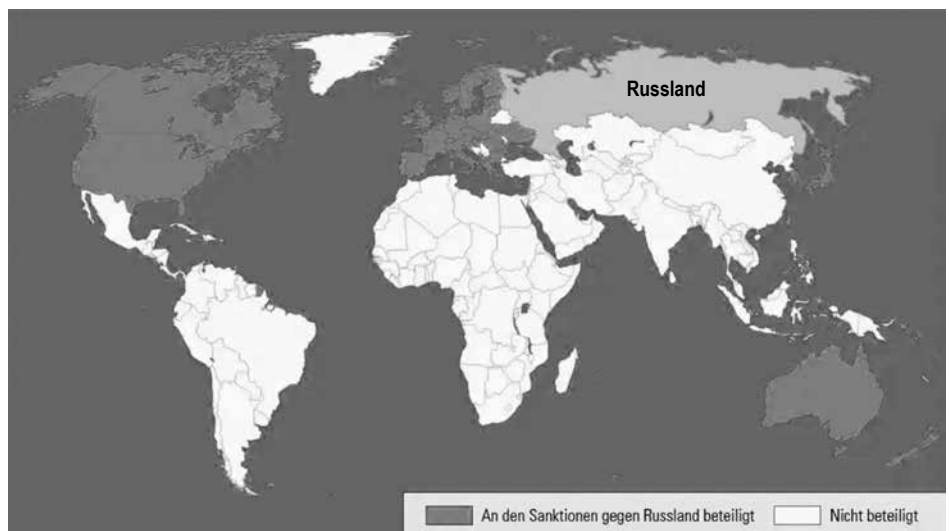 Russland
An den Sanktionen gegen Russland beteiligt
Nicht beteiligt